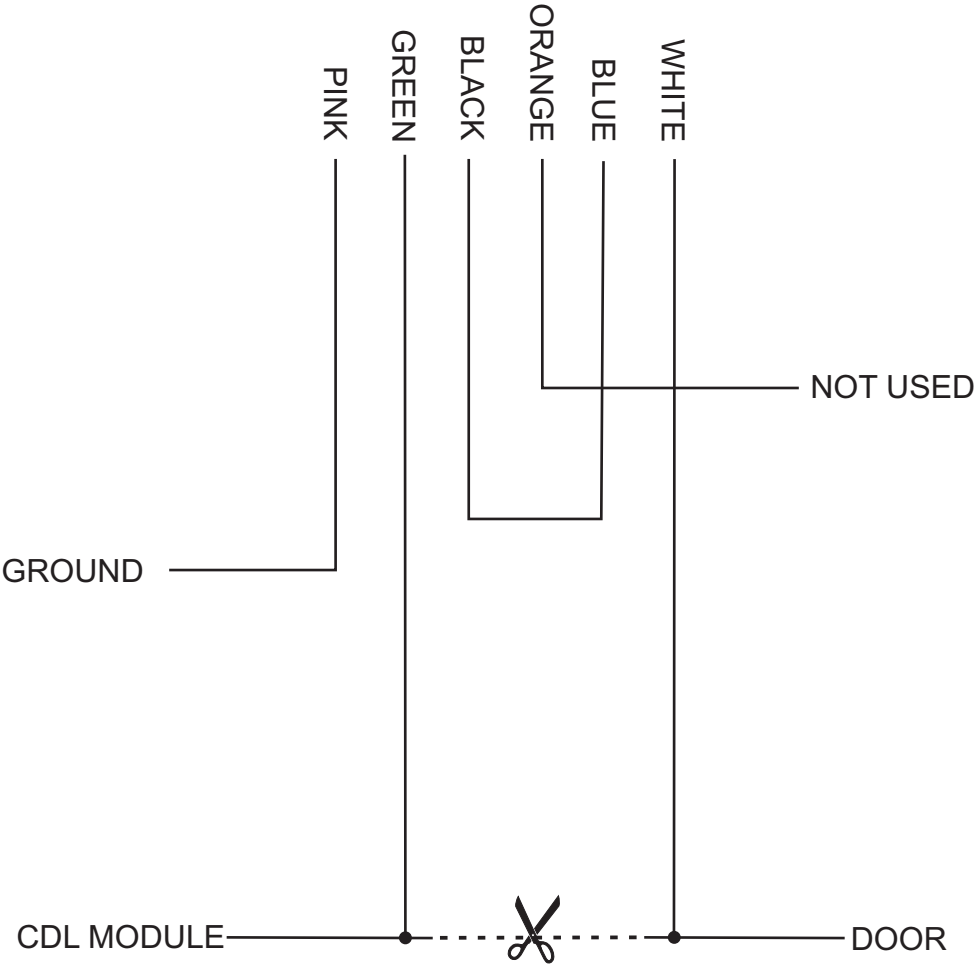 PINK
GREEN
BLACK
ORANGE
BLUE
WHITE
NOT USED
GROUND
CDL MODULE
DOOR